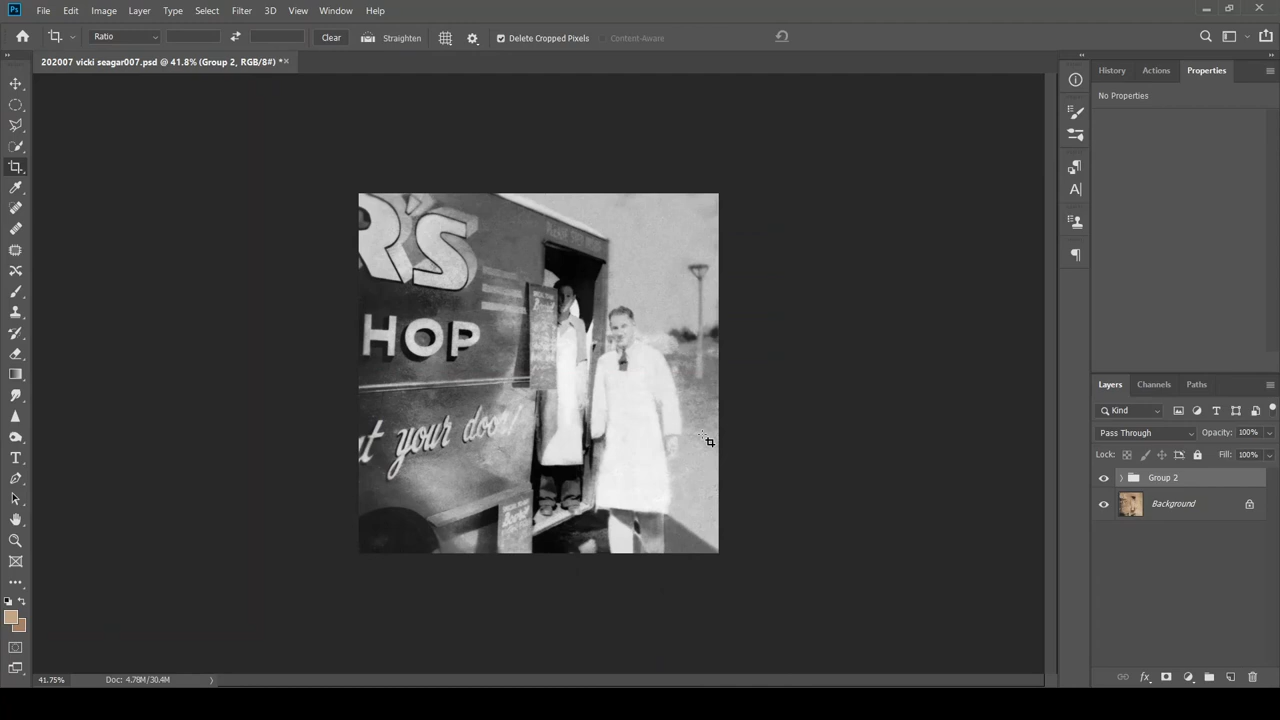 Ps File Edit Image Layer Type Select Filter 3D View Window Help
Ratio Clear Straighten Delete Cropped Pixels Content-Aware
202007 vicki seagar007.psd @ 41.8% (Group 2, RGB/8#) * ×
History Actions Properties
No Properties
R'S
HOP
at your door!
Layers Channels Paths
Kind
Pass Through Opacity: 100%
Lock: Fill: 100%
Group 2
Background
41.75% Doc: 4.78M/30.4M